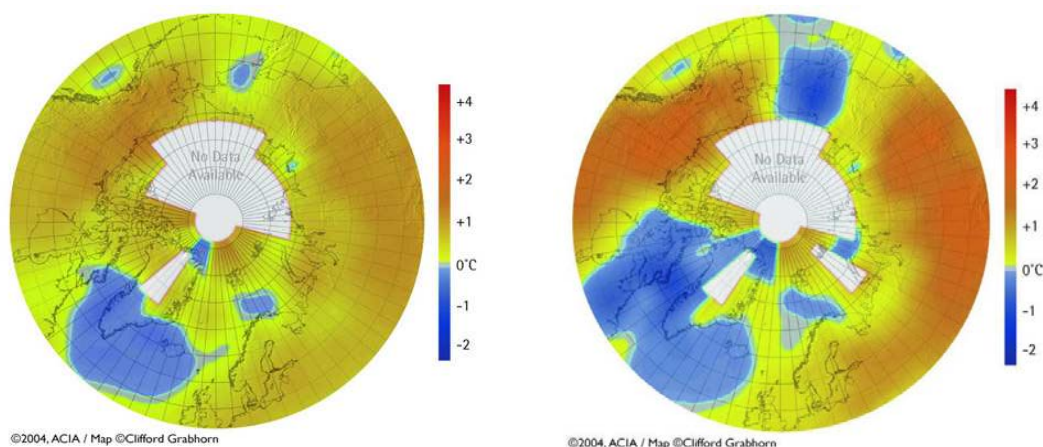 No Data
Available
+4
+3
+2
+1
0°C
-1
-2
©2004, ACIA / Map ©Clifford Grabhorn
No Data
Available
+4
+3
+2
+1
0°C
-1
-2
©2004, ACIA / Map ©Clifford Grabhorn